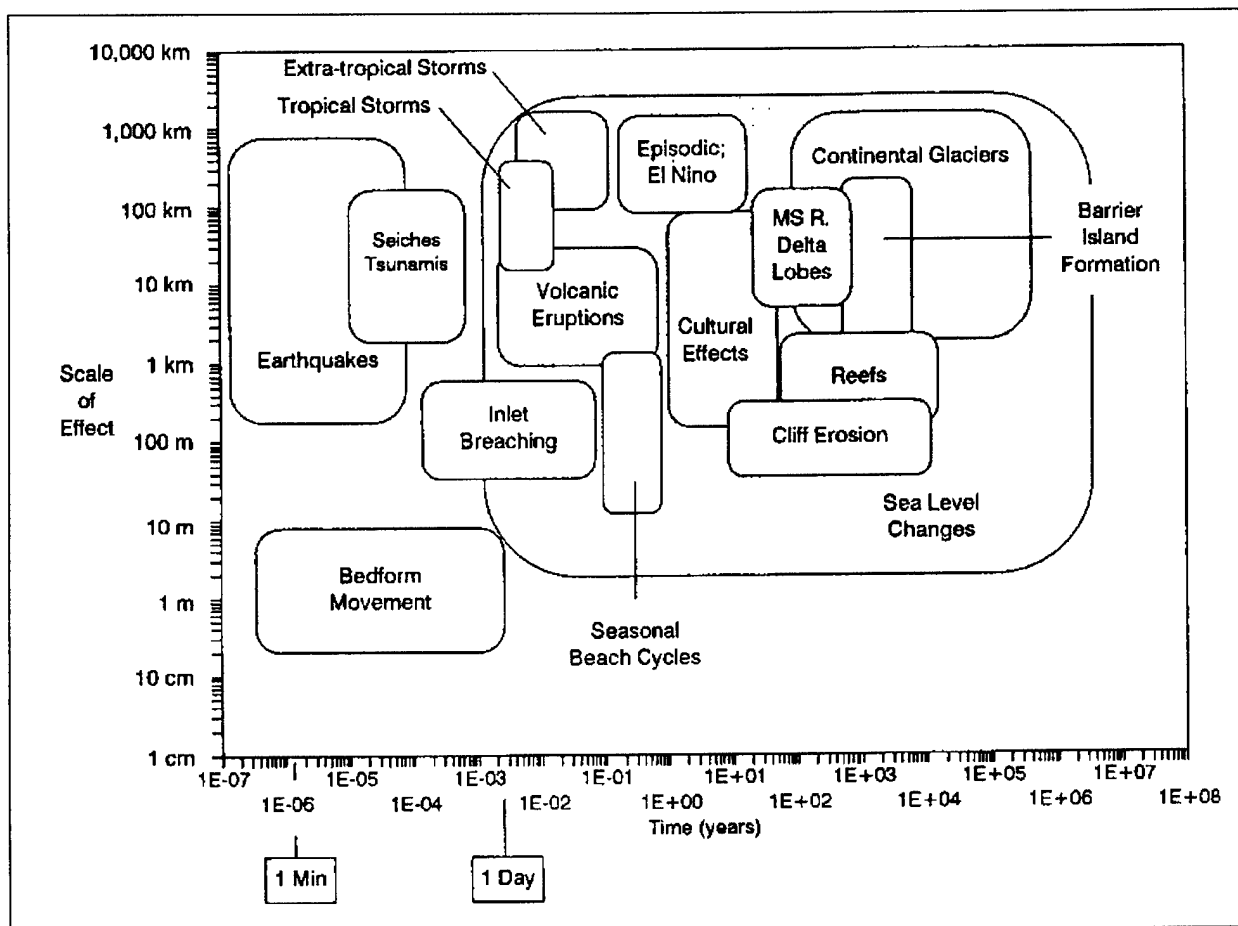 10,000 km
1,000 km
100 km
10 km
1 km
100 m
10 m
1 m
10 cm
1 cm
Scale
of
Effect
Extra-tropical Storms
Tropical Storms
Episodic;
El Nino
Continental Glaciers
Seiches
Tsunamis
MS R.
Delta
Lobes
Barrier
Island
Formation
Volcanic
Eruptions
Cultural
Effects
Earthquakes
Reefs
Inlet
Breaching
Cliff Erosion
Sea Level
Changes
Bedform
Movement
Seasonal
Beach Cycles
1E-07 1E-05 1E-03 1E-01 1E+01 1E+03 1E+05 1E+07
1E-06 1E-04 1E-02 1E+00 1E+02 1E+04 1E+06 1E+08
Time (years)
1 Min
1 Day